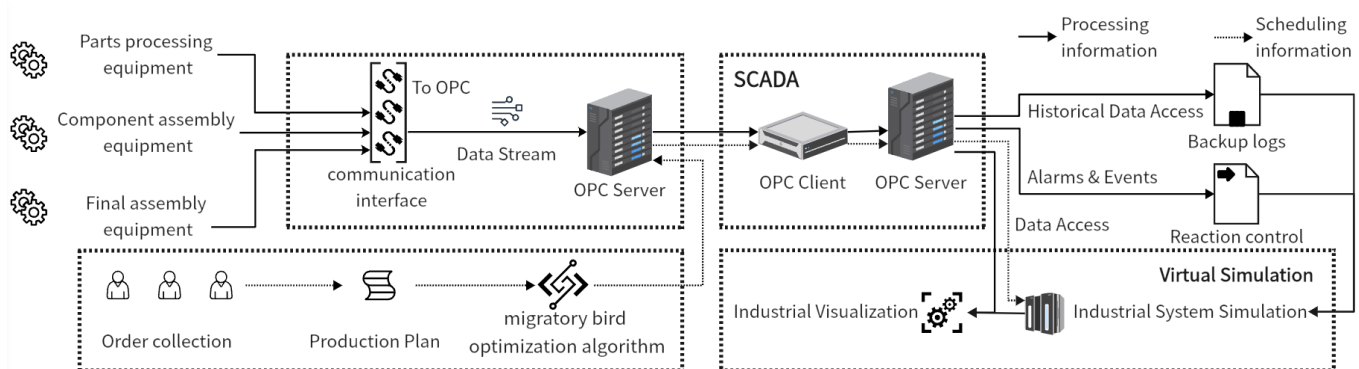 Parts processing
equipment
Component assembly
equipment
Final assembly
equipment
To OPC
Data Stream
communication
interface
OPC Server
SCADA
OPC Client
OPC Server
Processing
information
Scheduling
information
Historical Data Access
Backup logs
Alarms & Events
Reaction control
Data Access
Order collection
Production Plan
migratory bird
optimization algorithm
Virtual Simulation
Industrial Visualization
Industrial System Simulation